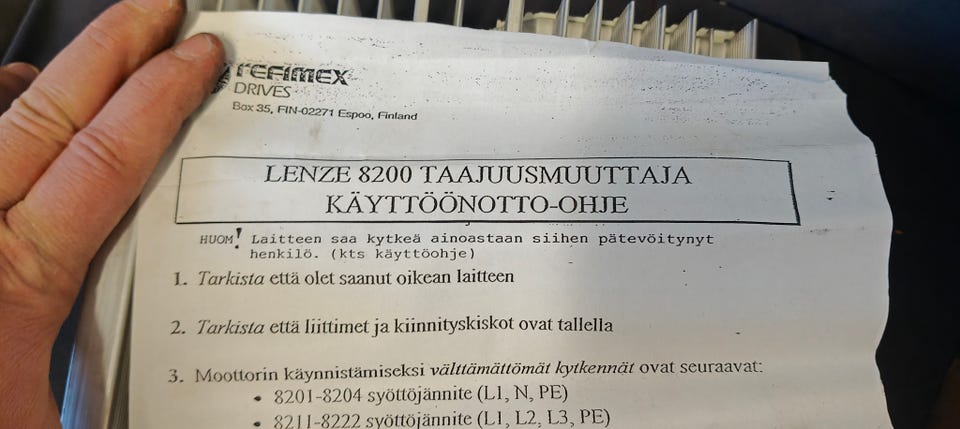 refimex
DRIVES
Box 35, FIN-02271 Espoo, Finland
LENZE 8200 TAAJUUSMUUTTAJA
KÄYTTÖÖNOTTO-OHJE
HUOM! Laitteen saa kytkeä ainoastaan siihen pätevöitynyt
henkilö. (kts käyttöohje)
1. Tarkista että olet saanut oikean laitteen
2. Tarkista että liittimet ja kiinnityskiskot ovat tallella
3. Moottorin käynnistämiseksi välttämättömät kytkennät ovat seuraavat:
• 8201-8204 syöttöjännite (L1, N, PE)
• 8211-8222 syöttöjännite (L1, L2, L3, PE)